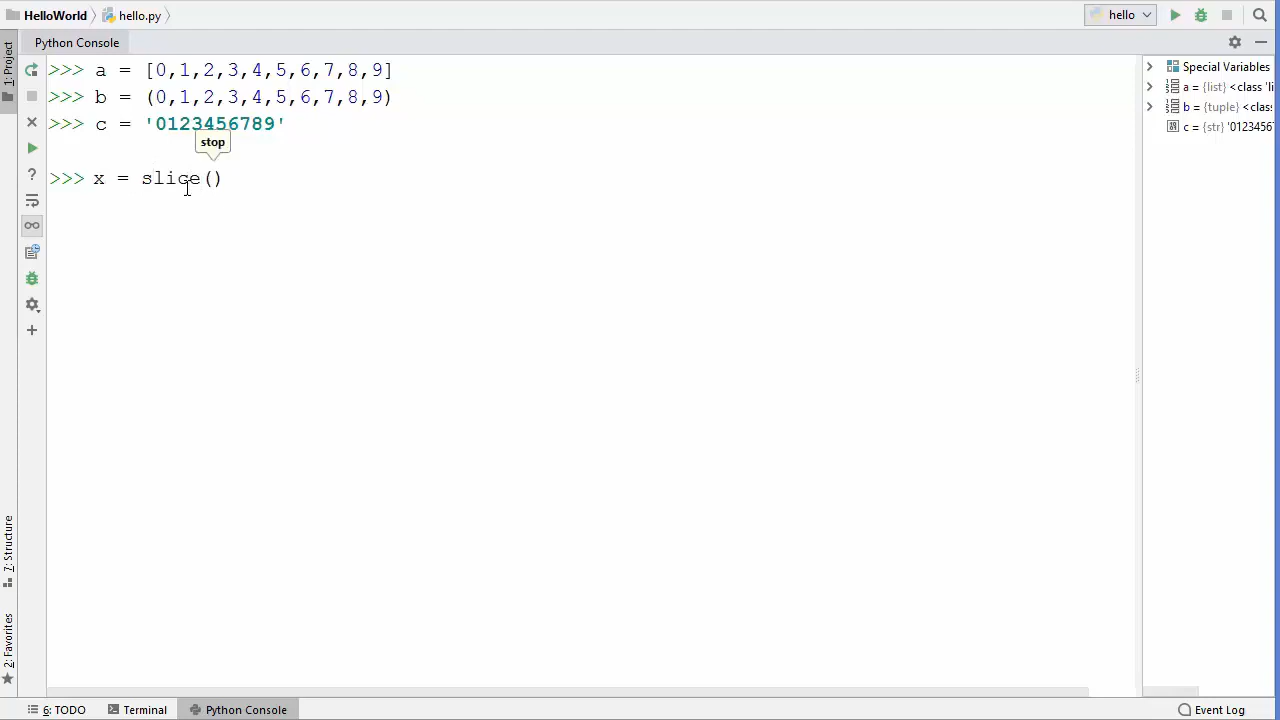 HelloWorld hello.py hello
Python Console
1: Project
>>> a = [0,1,2,3,4,5,6,7,8,9]
>>> b = (0,1,2,3,4,5,6,7,8,9)
>>> c = '0123456789'
stop
>>> x = slice()
Special Variables
a = {list} <class 'li
b = {tuple} <class
c = {str} '01234567
7: Structure
2: Favorites
6: TODO Terminal Python Console Event Log